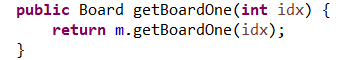 public Board getBoardOne(int idx) {
return m.getBoardOne(idx);
}